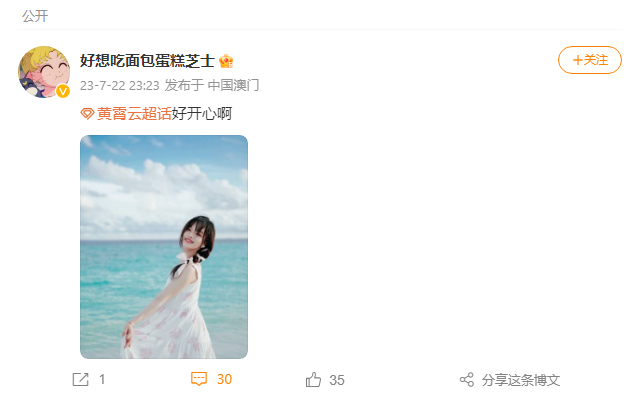 公开
好想吃面包蛋糕芝士
+关注
23-7-22 23:23 发布于 中国澳门
黄霄云超话好开心啊
1
30
35
分享这条博文